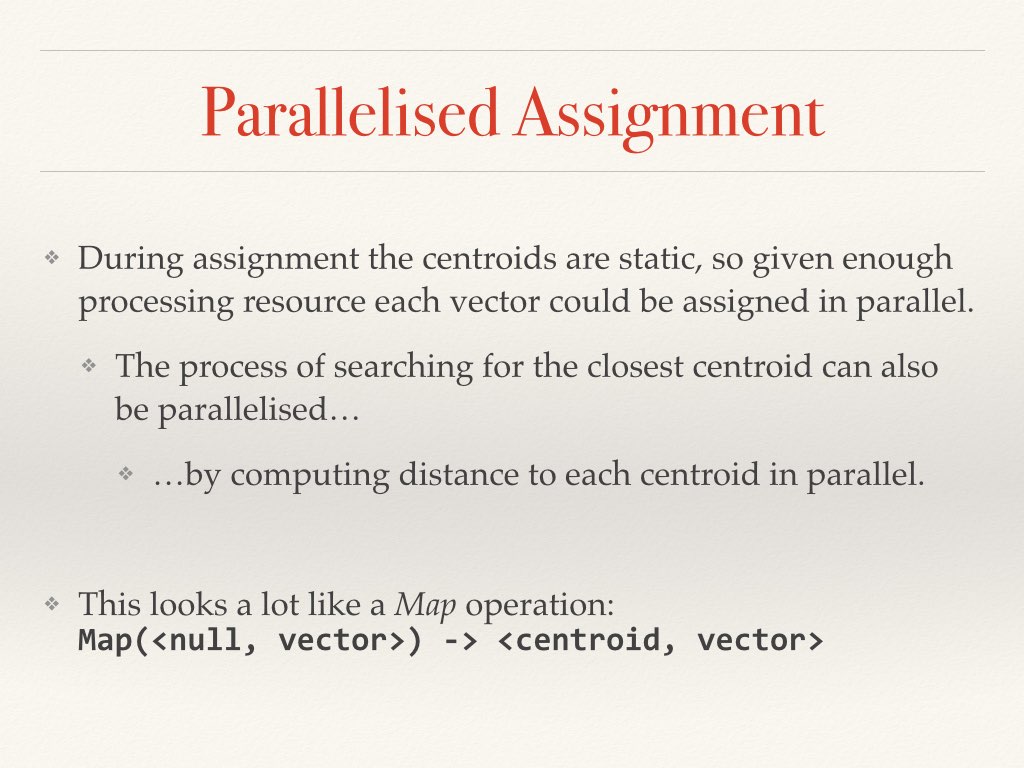 Parallelised Assignment
During assignment the centroids are static, so given enough
processing resource each vector could be assigned in parallel.
The process of searching for the closest centroid can also
be parallelised…
…by computing distance to each centroid in parallel.
This looks a lot like a Map operation:
Map(<null, vector>) -> <centroid, vector>